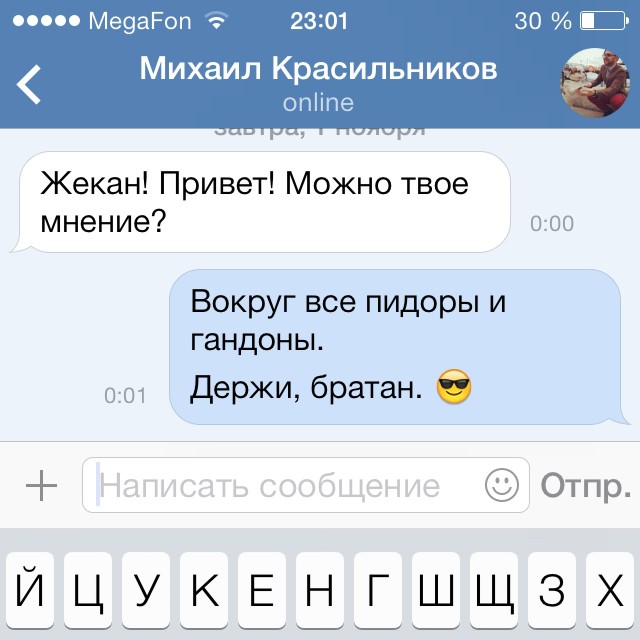 MegaFon 23:01 30 %
Михаил Красильников
online
завтра, 1 ноября
Жекан! Привет! Можно твое
мнение?
0:00
Вокруг все пидоры и
гандоны.
Держи, братан.
0:01
Написать сообщение
Отпр.
Й Ц У К Е Н Г Ш Щ З Х